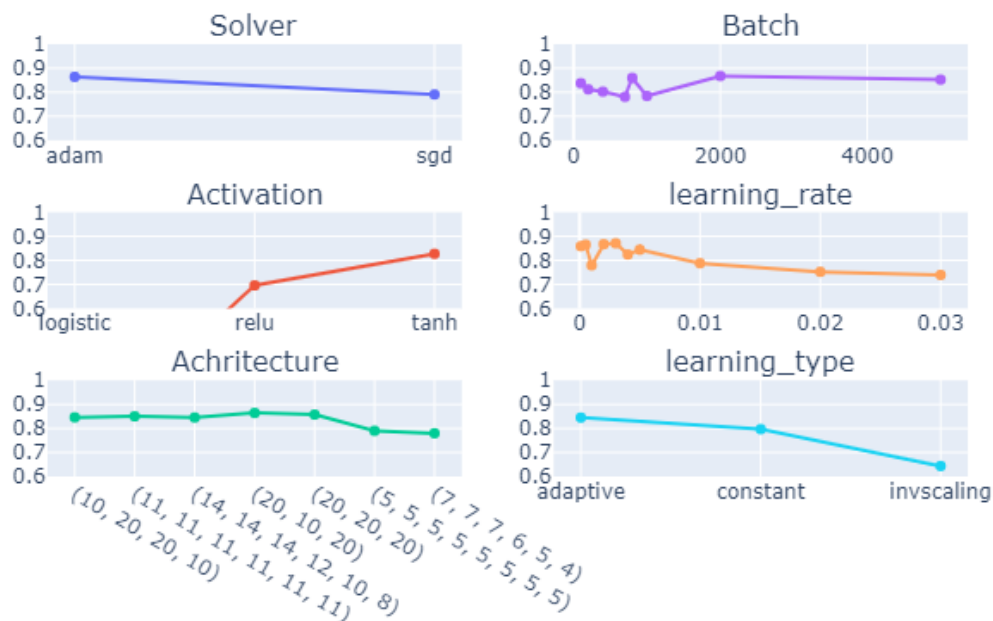 Solver
1
0.9
0.8
0.7
0.6
adam
sgd
Batch
0
2000
4000
Activation
1
0.9
0.8
0.7
0.6
logistic
relu
tanh
learning_rate
1
0.9
0.8
0.7
0.6
0
0.01
0.02
0.03
Achritecture
1
0.9
0.8
0.7
0.6
(10, 20, 20, 10)
(11, 11, 11, 11, 11, 11)
(14, 14, 14, 12, 10, 8)
(20, 10, 20)
(20, 20, 20)
(5, 5, 5, 5, 5, 5, 5, 5)
(7, 7, 7, 6, 5, 4)
learning_type
1
0.9
0.8
0.7
0.6
adaptive
constant
invscaling
1
0.9
0.8
0.7
0.6